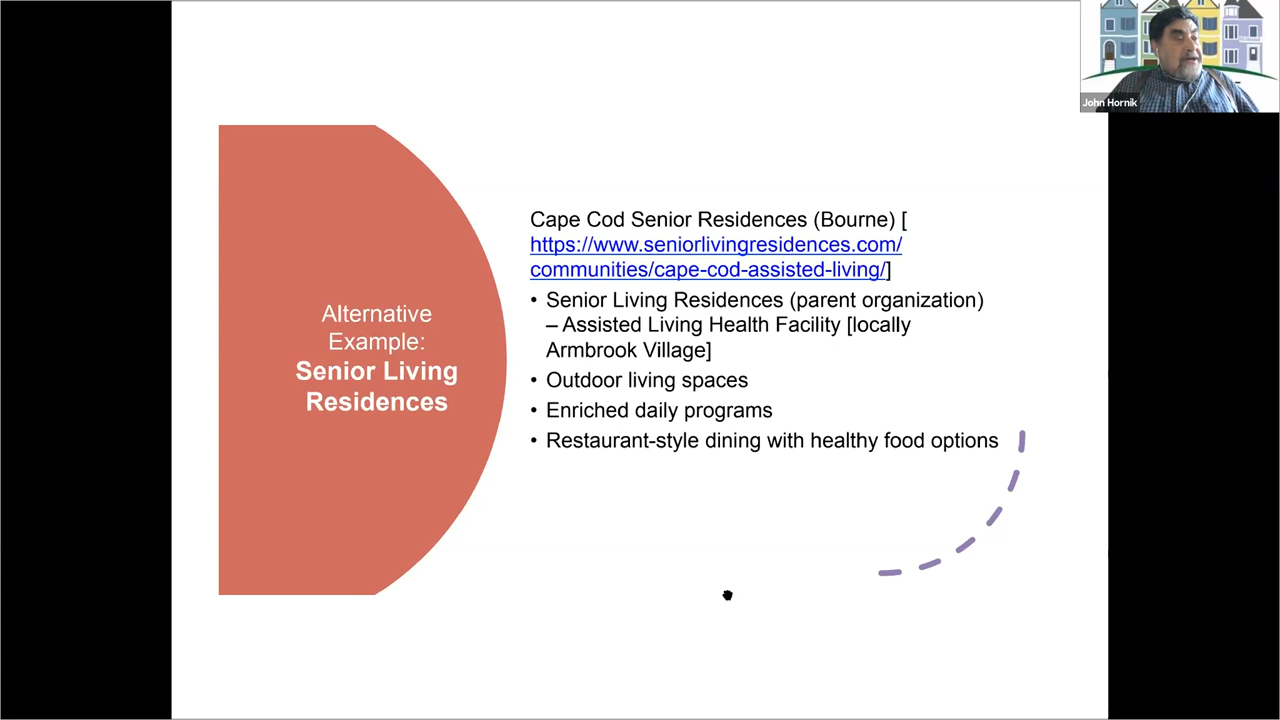 John Hornik
Alternative
Example:
Senior Living
Residences
Cape Cod Senior Residences (Bourne) [
https://www.seniorlivingresidences.com/
communities/cape-cod-assisted-living/]
• Senior Living Residences (parent organization)
– Assisted Living Health Facility [locally
Armbrook Village]
• Outdoor living spaces
• Enriched daily programs
• Restaurant-style dining with healthy food options